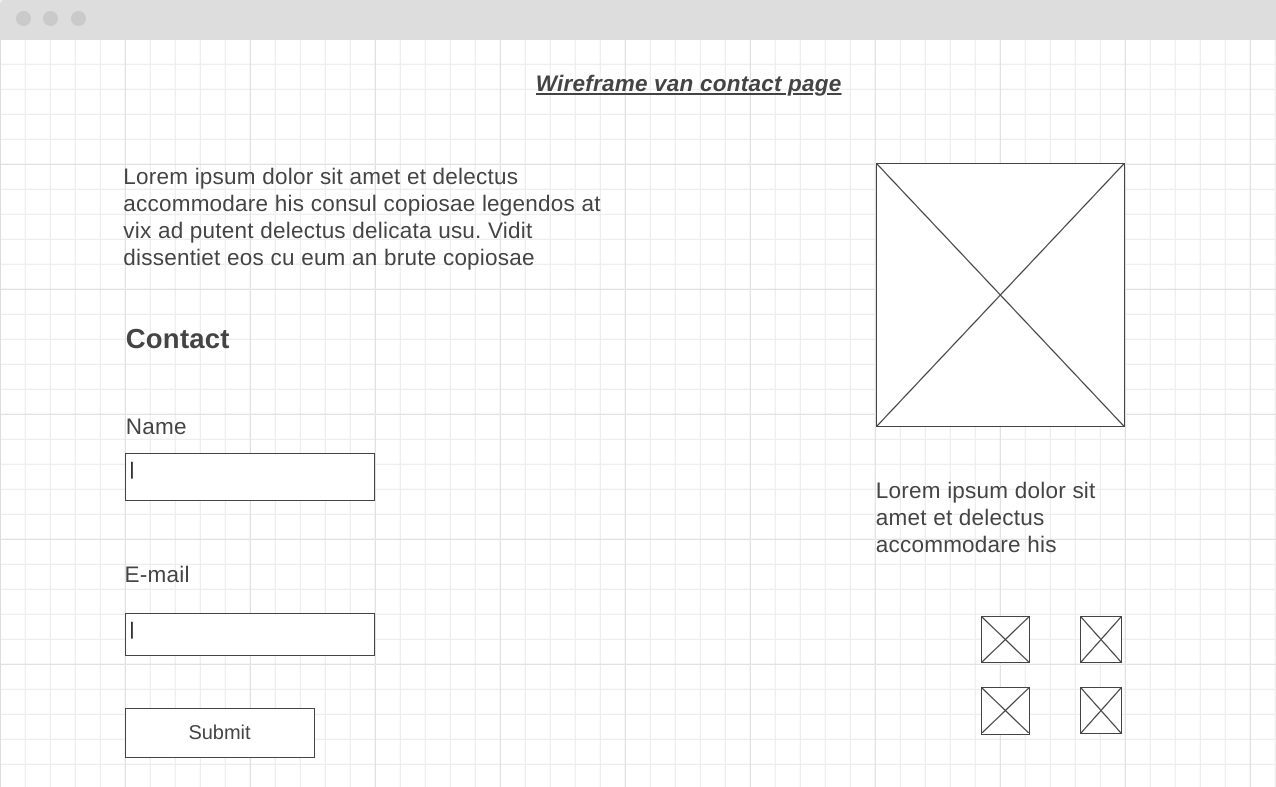 Wireframe van contact page
Lorem ipsum dolor sit amet et delectus
accommodare his consul copiosae legendos at
vix ad putent delectus delicata usu. Vidit
dissentiet eos cu eum an brute copiosae
Contact
Name
E-mail
Submit
Lorem ipsum dolor sit
amet et delectus
accommodare his